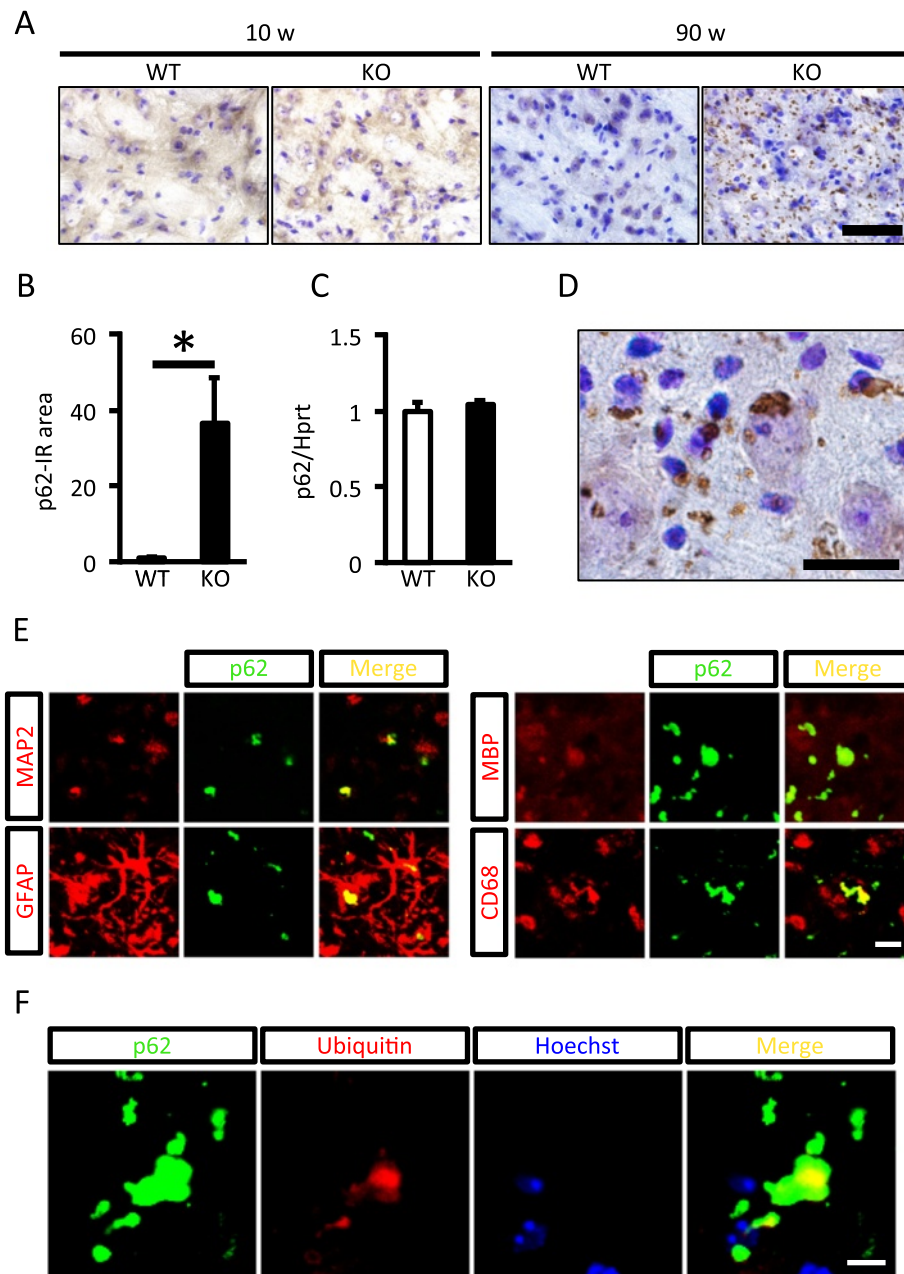 A
10 w
90 w
WT
KO
WT
KO
B
p62-IR area
60
40
20
0
*
WT
KO
C
p62/Hprt
1.5
1
0.5
0
WT
KO
D
E
p62
Merge
MAP2
GFAP
p62
Merge
MBP
CD68
F
p62
Ubiquitin
Hoechst
Merge